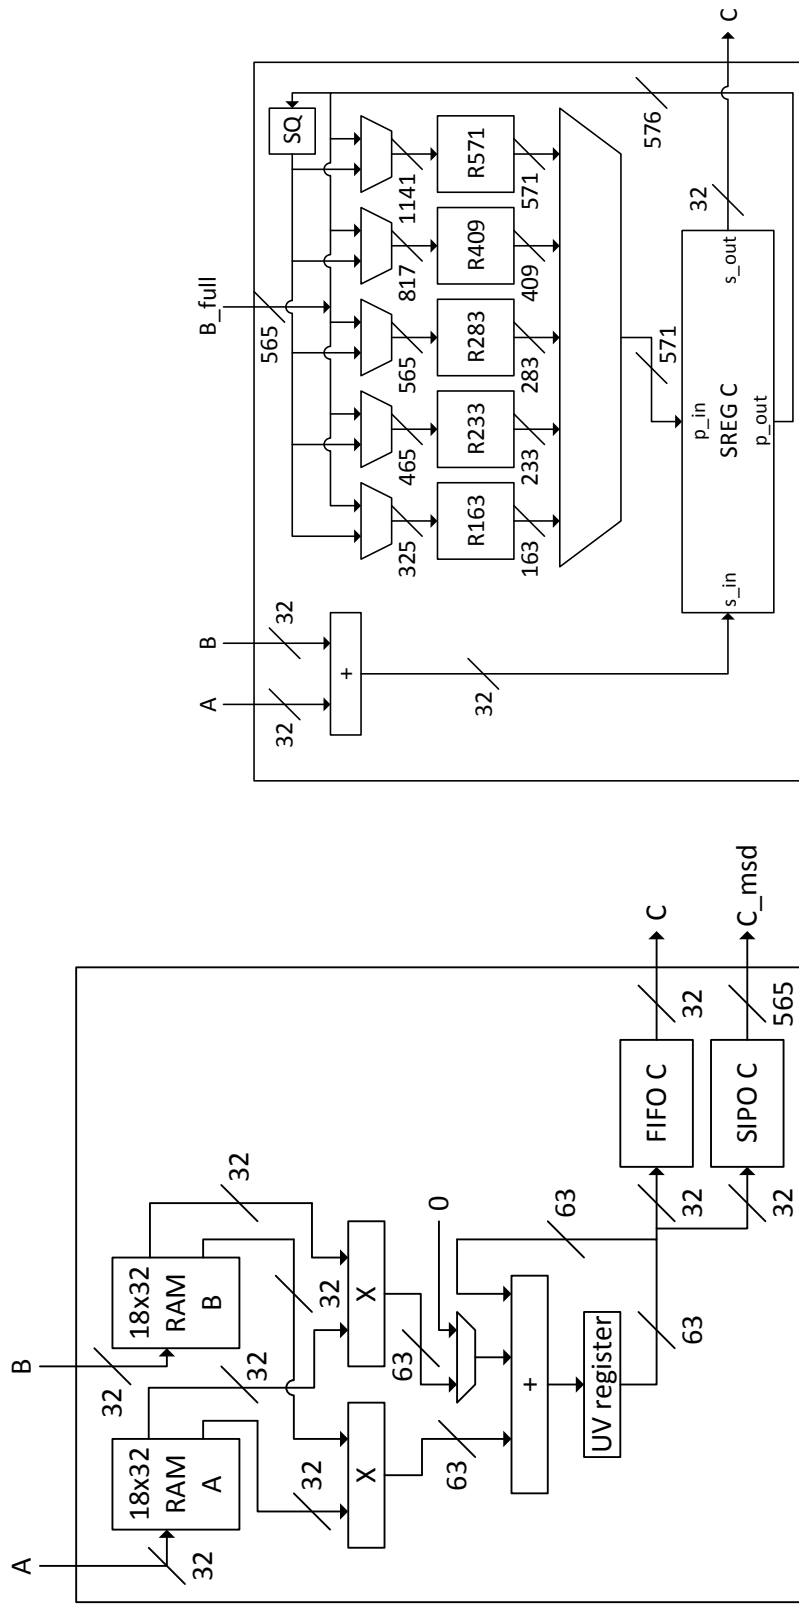 A
B
32
32
18x32
RAM
A
18x32
RAM
B
32
32
32
32
X
X
63
63
0
+
63
UV register
63
32
32
FIFO C
SIPO C
32
565
C
C_msd
A
B
B_full
32
32
565
SQ
+
32
325
465
565
817
1141
R163
R233
R283
R409
R571
163
233
283
409
571
571
576
s_in
p_in
SREG C
p_out
s_out
32
C